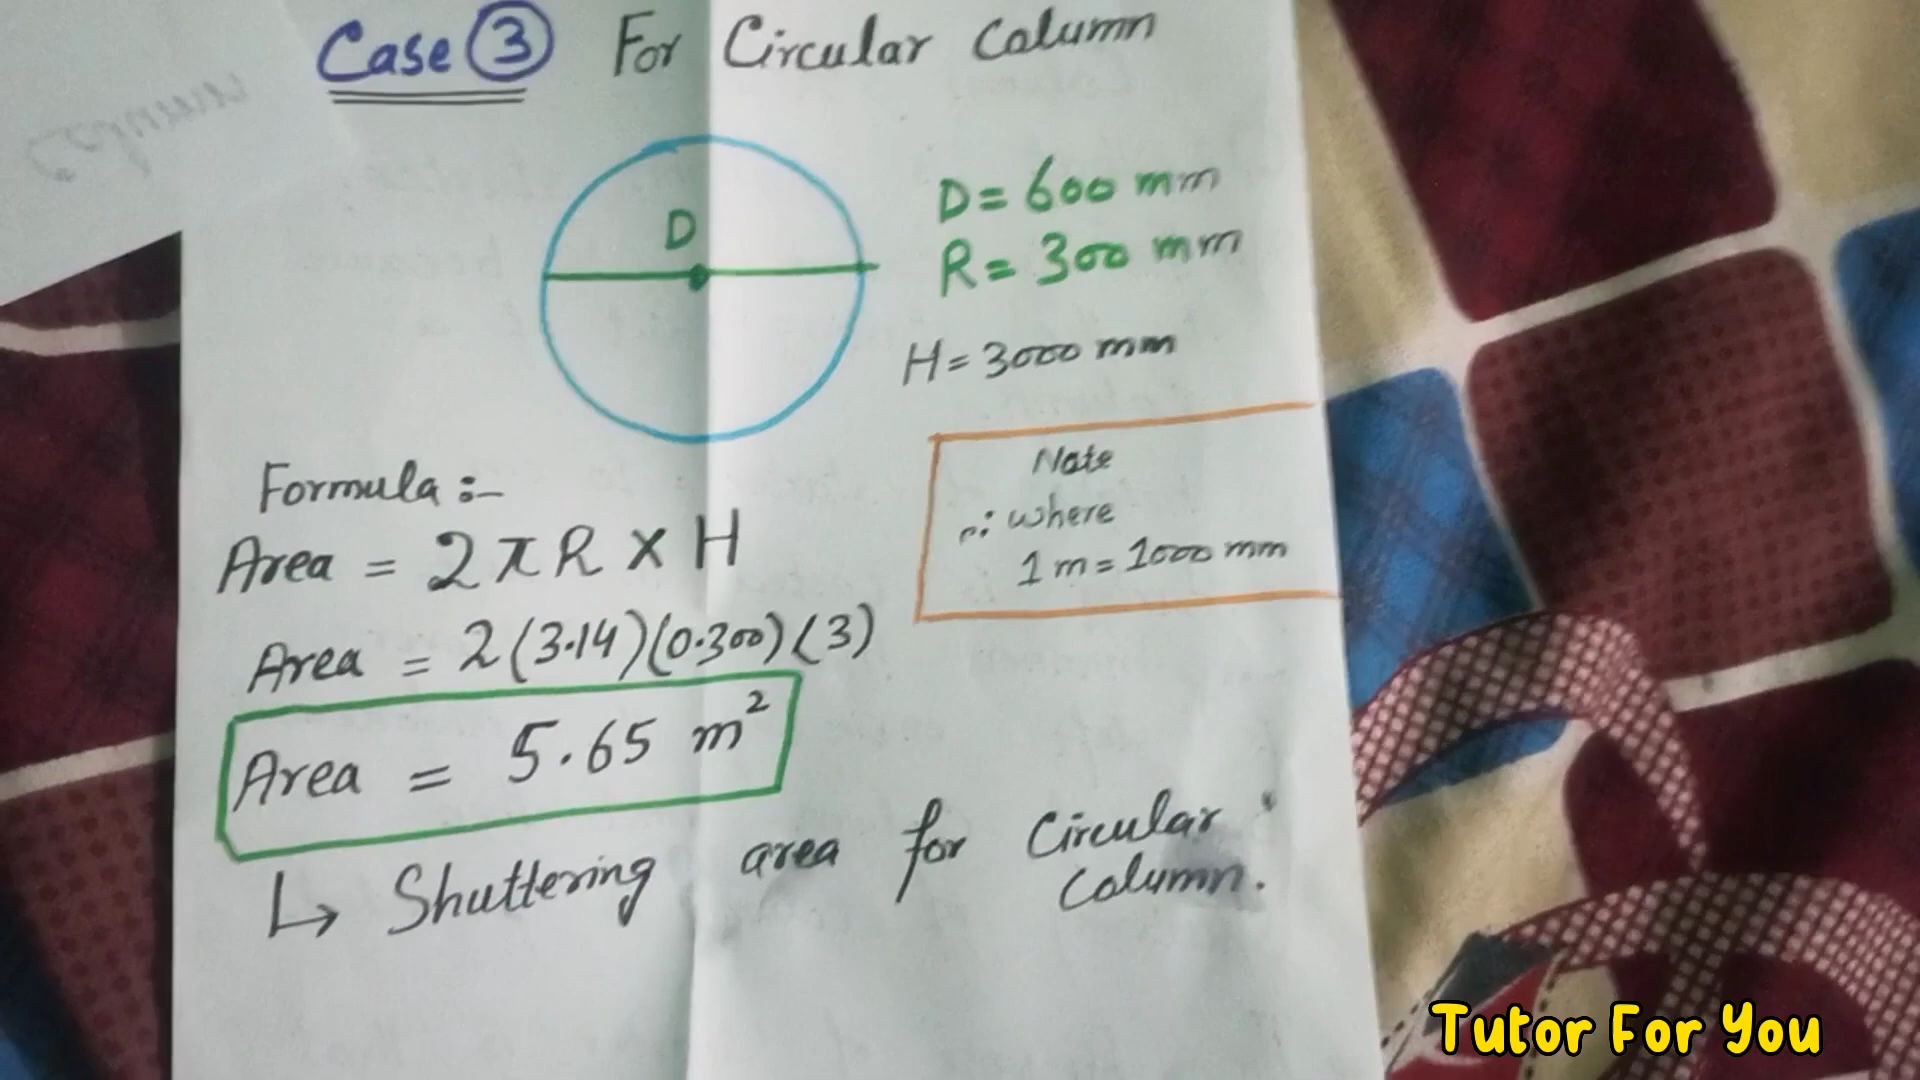 Case ③ For Circular Column
D
D = 600 mm
R = 300 mm
H = 3000 mm
Formula :-
Area = 2πR × H
Area = 2(3.14)(0.300)(3)
Area = 5.65 m²
Note
∵ where
1 m = 1000 mm
↳ Shuttering area for Circular
Column.
Tutor For You